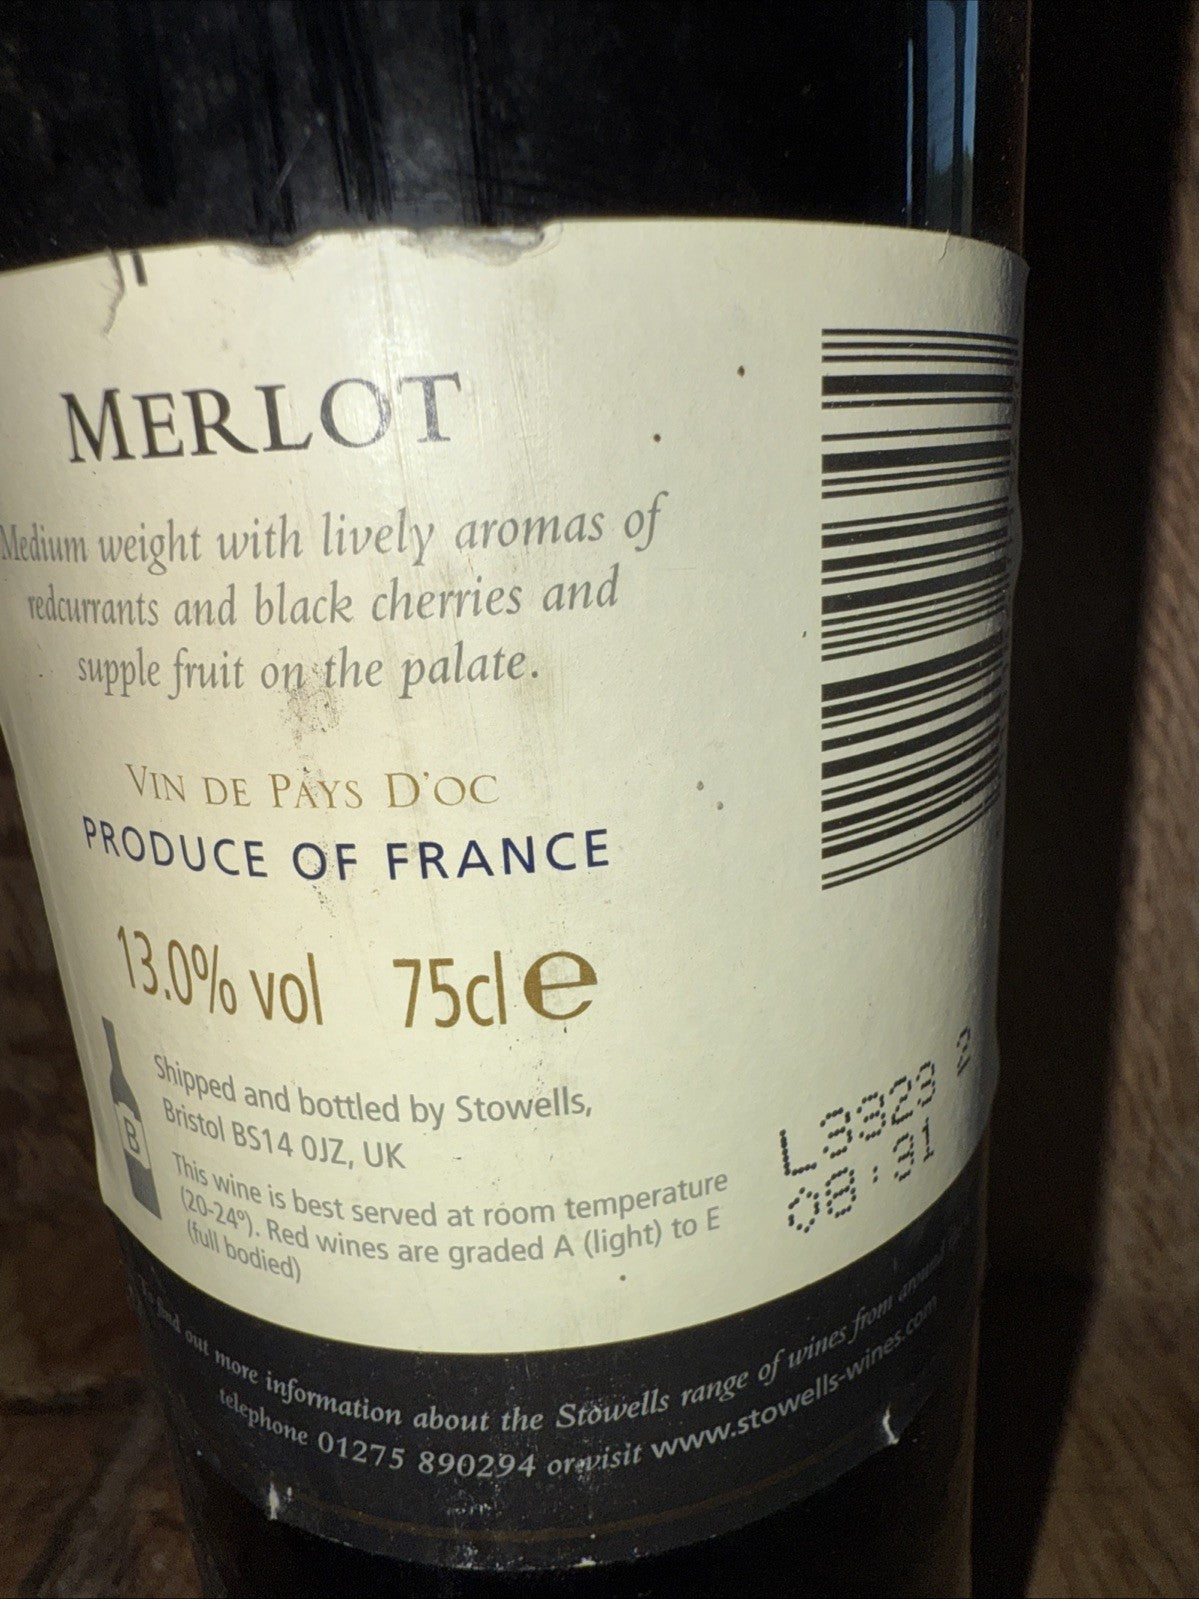 MERLOT
Medium weight with lively aromas of
redcurrants and black cherries and
supple fruit on the palate.
VIN DE PAYS D'OC
PRODUCE OF FRANCE
13.0% vol 75cl e
B
Shipped and bottled by Stowells,
Bristol BS14 0JZ, UK
This wine is best served at room temperature
(20-24º). Red wines are graded A (light) to E
(full bodied)
L3323 2
08:31
To find out more information about the Stowells range of wines from around
telephone 01275 890294 or visit www.stowells-wines.com